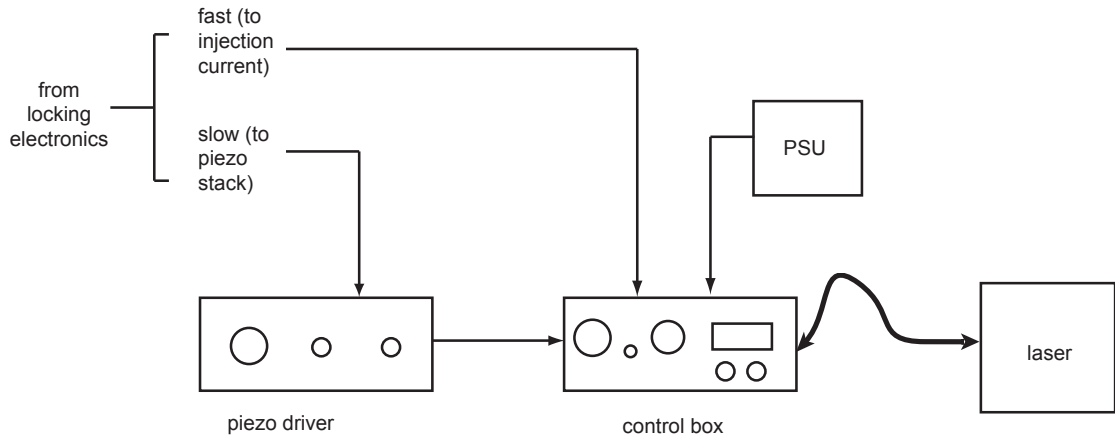 fast (to
injection
current)
from
locking
electronics
slow (to
piezo
stack)
PSU
laser
piezo driver
control box